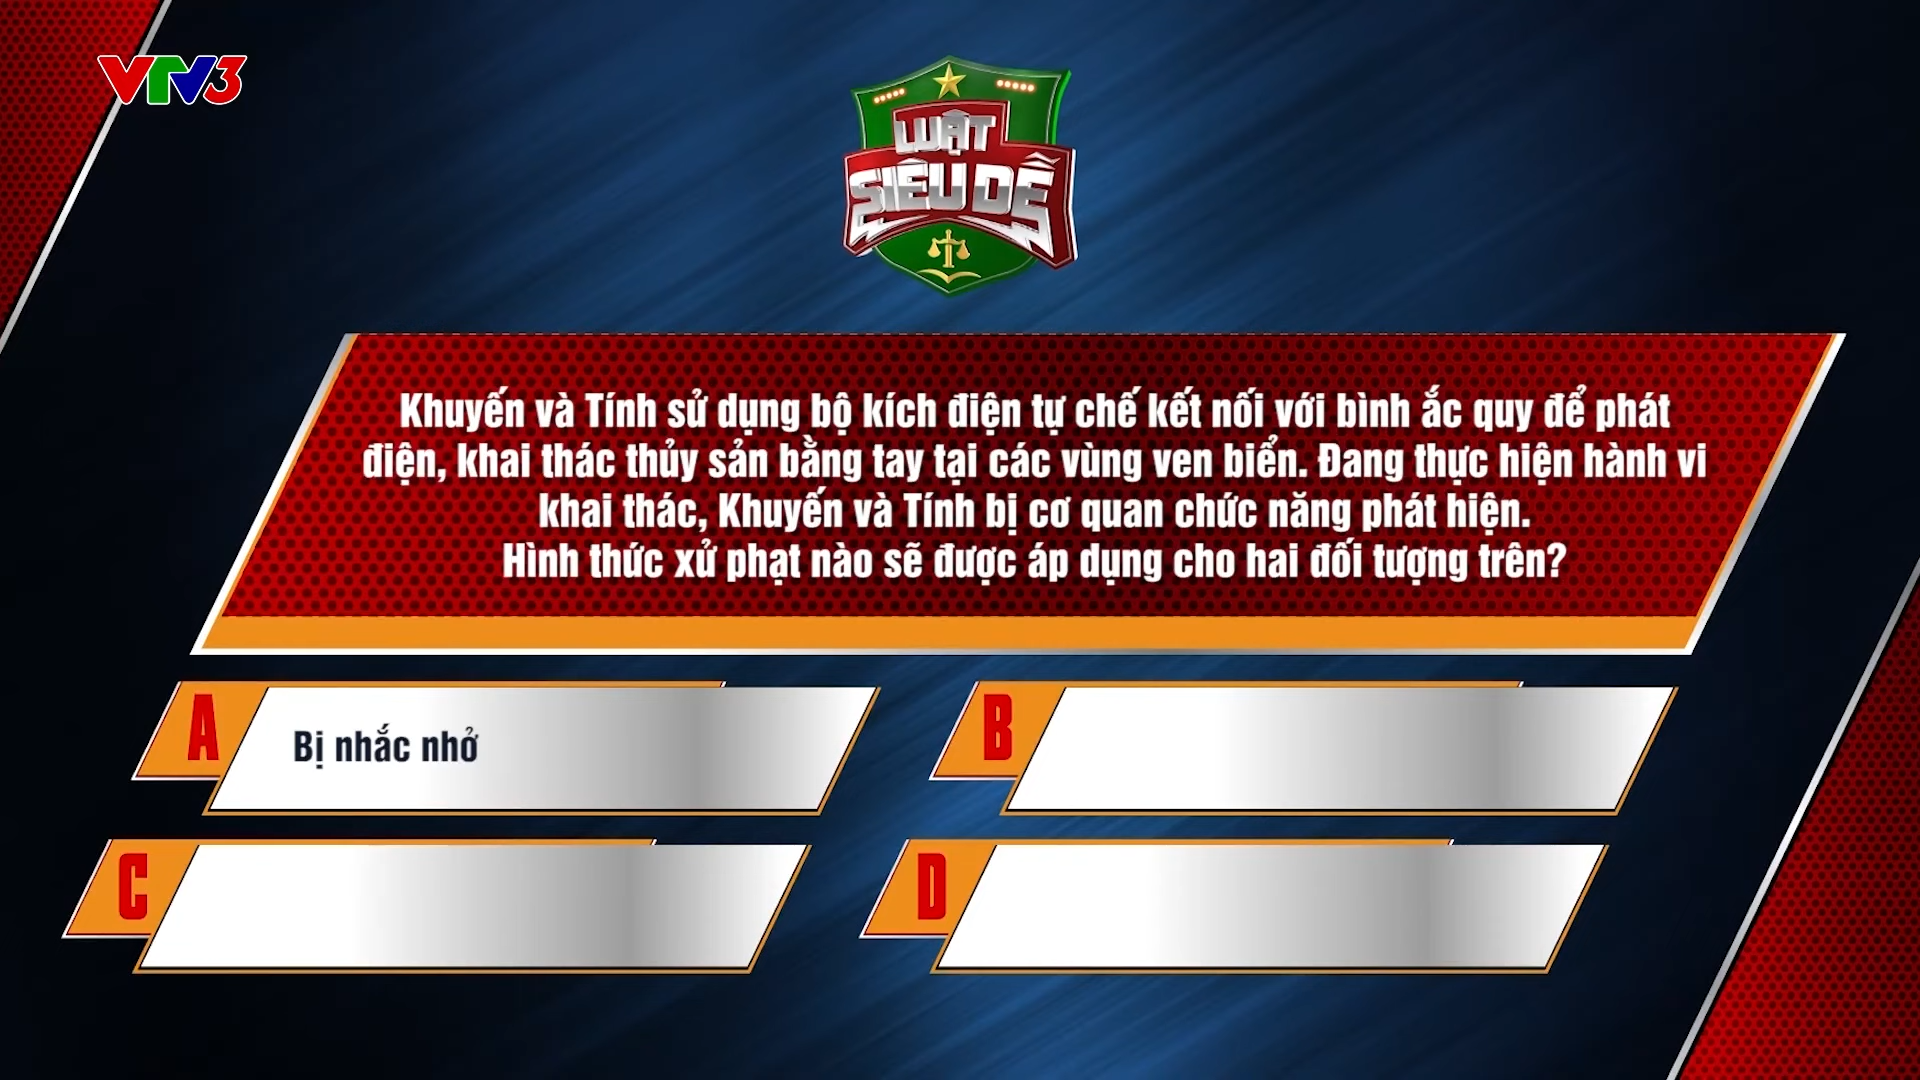 VTV3
LUẬT
SIÊU DỄ
Khuyến và Tính sử dụng bộ kích điện tự chế kết nối với bình ắc quy để phát
điện, khai thác thủy sản bằng tay tại các vùng ven biển. Đang thực hiện hành vi
khai thác, Khuyến và Tính bị cơ quan chức năng phát hiện.
Hình thức xử phạt nào sẽ được áp dụng cho hai đối tượng trên?
A
Bị nhắc nhở
B
C
D